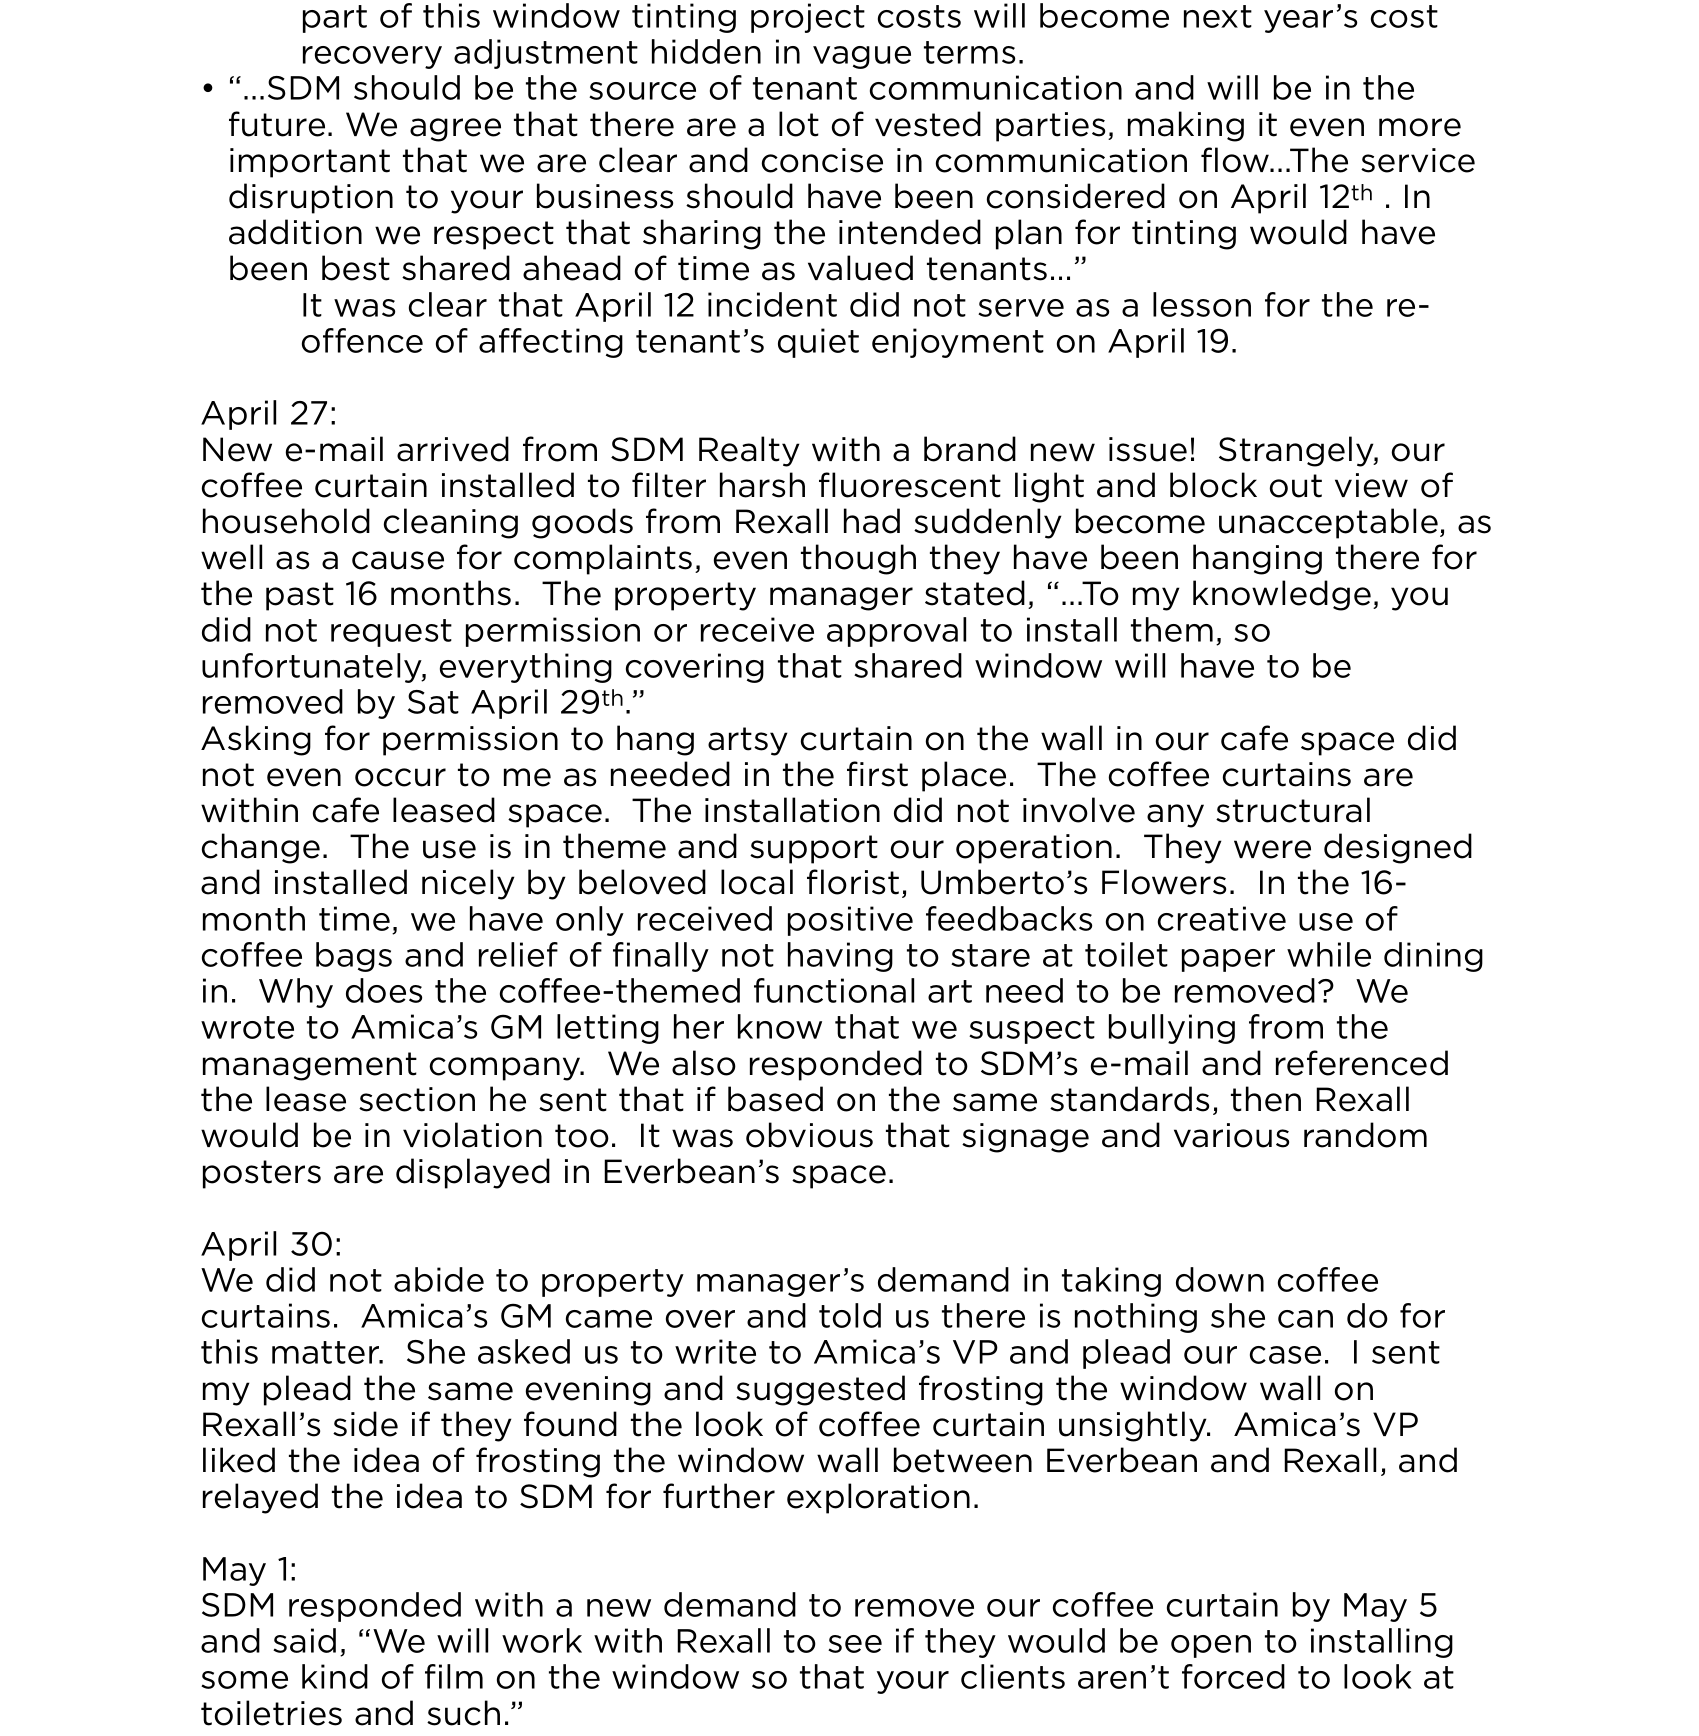 part of this window tinting project costs will become next year’s cost
recovery adjustment hidden in vague terms.
• “…SDM should be the source of tenant communication and will be in the
future. We agree that there are a lot of vested parties, making it even more
important that we are clear and concise in communication flow…The service
disruption to your business should have been considered on April 12th . In
addition we respect that sharing the intended plan for tinting would have
been best shared ahead of time as valued tenants…”
It was clear that April 12 incident did not serve as a lesson for the re-
offence of affecting tenant’s quiet enjoyment on April 19.

April 27:
New e-mail arrived from SDM Realty with a brand new issue!  Strangely, our
coffee curtain installed to filter harsh fluorescent light and block out view of
household cleaning goods from Rexall had suddenly become unacceptable, as
well as a cause for complaints, even though they have been hanging there for
the past 16 months.  The property manager stated, “…To my knowledge, you
did not request permission or receive approval to install them, so
unfortunately, everything covering that shared window will have to be
removed by Sat April 29th.”
Asking for permission to hang artsy curtain on the wall in our cafe space did
not even occur to me as needed in the first place.  The coffee curtains are
within cafe leased space.  The installation did not involve any structural
change.  The use is in theme and support our operation.  They were designed
and installed nicely by beloved local florist, Umberto’s Flowers.  In the 16-
month time, we have only received positive feedbacks on creative use of
coffee bags and relief of finally not having to stare at toilet paper while dining
in.  Why does the coffee-themed functional art need to be removed?  We
wrote to Amica’s GM letting her know that we suspect bullying from the
management company.  We also responded to SDM’s e-mail and referenced
the lease section he sent that if based on the same standards, then Rexall
would be in violation too.  It was obvious that signage and various random
posters are displayed in Everbean’s space.

April 30:
We did not abide to property manager’s demand in taking down coffee
curtains.  Amica’s GM came over and told us there is nothing she can do for
this matter.  She asked us to write to Amica’s VP and plead our case.  I sent
my plead the same evening and suggested frosting the window wall on
Rexall’s side if they found the look of coffee curtain unsightly.  Amica’s VP
liked the idea of frosting the window wall between Everbean and Rexall, and
relayed the idea to SDM for further exploration.

May 1:
SDM responded with a new demand to remove our coffee curtain by May 5
and said, “We will work with Rexall to see if they would be open to installing
some kind of film on the window so that your clients aren’t forced to look at
toiletries and such.”